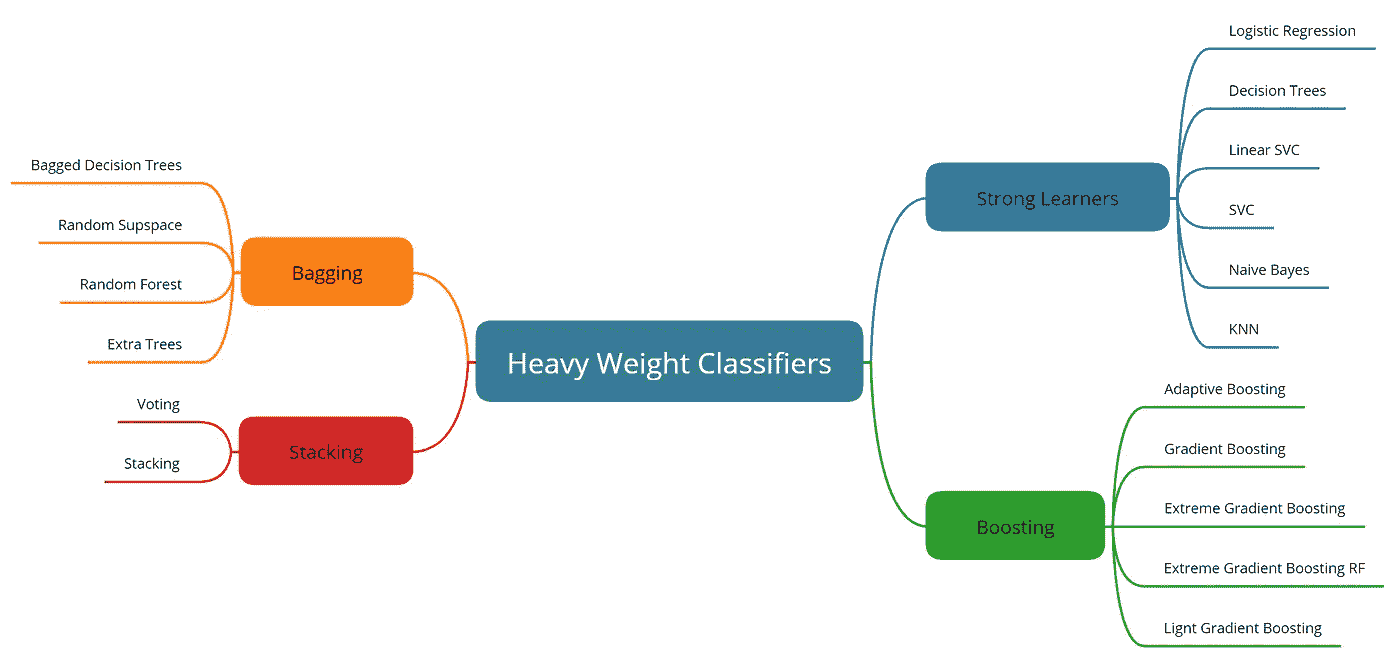 Heavy Weight Classifiers
Strong Learners
Logistic Regression
Decision Trees
Linear SVC
SVC
Naive Bayes
KNN
Boosting
Adaptive Boosting
Gradient Boosting
Extreme Gradient Boosting
Extreme Gradient Boosting RF
Lignt Gradient Boosting
Bagging
Bagged Decision Trees
Random Supspace
Random Forest
Extra Trees
Stacking
Voting
Stacking